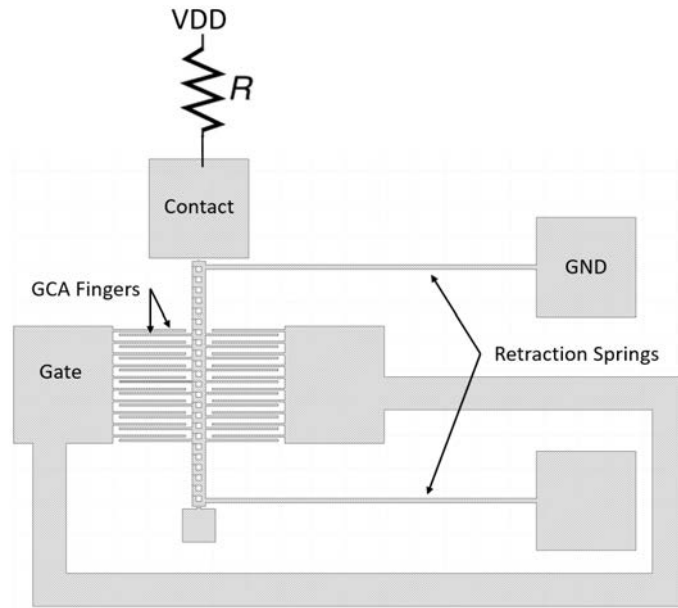 VDD
R
Contact
GND
GCA Fingers
Retraction Springs
Gate